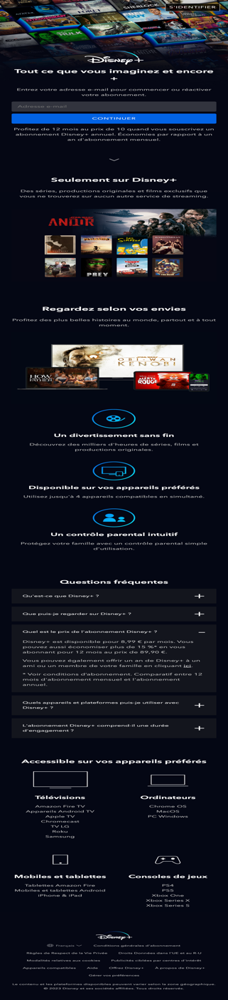 SHERLOCK
S'IDENTIFIER
HULK
Disney+
Tout ce que vous imaginez et encore
+
Entrez votre adresse e-mail pour commencer ou réactiver
votre abonnement.
Adresse e-mail
CONTINUER
Profitez de 12 mois au prix de 10 quand vous souscrivez un
abonnement Disney+ annuel. Économies par rapport à un
an d'abonnement mensuel.
Seulement sur Disney+
Des séries, productions originales et films exclusifs que
vous ne trouverez sur aucun autre service de streaming.
ANDOR
THE SIMPSONS
PREY
Regardez selon vos envies
Profitez des plus belles histoires au monde, partout et à tout
moment.
STAR WARS
OBI-WAN
KENOBI
HOW I MET YOUR
FATHER
ALERTE
ROUGE
Un divertissement sans fin
Découvrez des milliers d'heures de séries, films et
productions originales.
Disponible sur vos appareils préférés
Utilisez jusqu'à 4 appareils compatibles en simultané.
Un contrôle parental intuitif
Protégez votre famille avec un contrôle parental simple
d'utilisation.
Questions fréquentes
Qu'est-ce que Disney+ ?
Que puis-je regarder sur Disney+ ?
Quel est le prix de l'abonnement Disney+ ?
Disney+ est disponible pour 8,99 € par mois. Vous
pouvez aussi économiser plus de 15 %* en vous
abonnant pour 12 mois au prix de 89,90 €.
Vous pouvez également offrir un an de Disney+ à un
ami ou un membre de votre famille en cliquant ici.
* Voir conditions d'abonnement. Comparatif entre 12
mois d'abonnement mensuel et l'abonnement
annuel.
Quels appareils et plateformes puis-je utiliser avec
Disney+ ?
L'abonnement Disney+ comprend-il une durée
d'engagement ?
Accessible sur vos appareils préférés
Télévisions
Amazon Fire TV
Appareils Android TV
Apple TV
Chromecast
TV LG
Roku
Samsung
Ordinateurs
Chrome OS
MacOS
PC Windows
Mobiles et tablettes
Tablettes Amazon Fire
Mobiles et tablettes Android
iPhone & iPad
Consoles de jeux
PS4
PS5
Xbox One
Xbox Series X
Xbox Series S
Disney+
Français
Conditions générales d'abonnement
Règles de Respect de la Vie Privée
Droits Données dans l'UE et au R-U
Modalités relatives aux cookies
Publicités ciblées par centres d'intérêt
Appareils compatibles
Aide
Offrez Disney+
À propos de Disney+
Gérer vos préférences
Le contenu et les plateformes disponibles peuvent varier selon la zone géographique.
© 2023 Disney et ses sociétés affiliées. Tous droits réservés.